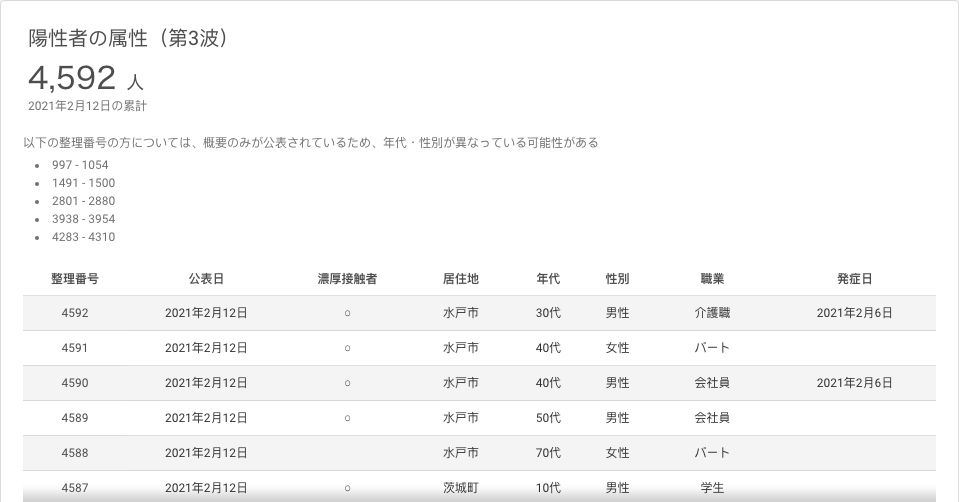 陽性者の属性（第3波）
4,592 人
2021年2月12日の累計
以下の整理番号の方については、概要のみが公表されているため、年代・性別が異なっている可能性がある
• 997 - 1054
• 1491 - 1500
• 2801 - 2880
• 3938 - 3954
• 4283 - 4310
整理番号 公表日 濃厚接触者 居住地 年代 性別 職業 発症日
4592 2021年2月12日 ○ 水戸市 30代 男性 介護職 2021年2月6日
4591 2021年2月12日 ○ 水戸市 40代 女性 パート
4590 2021年2月12日 ○ 水戸市 40代 男性 会社員 2021年2月6日
4589 2021年2月12日 ○ 水戸市 50代 男性 会社員
4588 2021年2月12日 水戸市 70代 女性 パート
4587 2021年2月12日 ○ 茨城町 10代 男性 学生